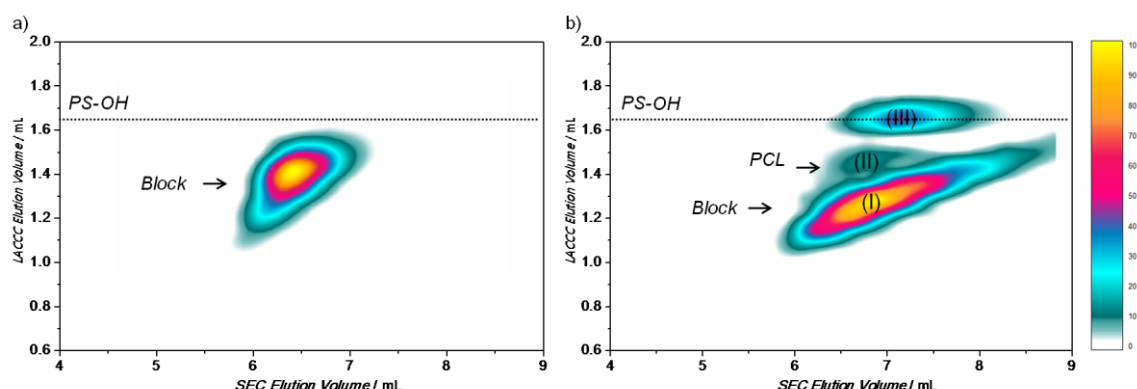 a)
2.0
1.8
1.6
1.4
1.2
1.0
0.8
0.6
LACCC Elution Volume / mL
PS-OH
Block
4 5 6 7 8 9
SEC Elution Volume / mL
b)
2.0
1.8
1.6
1.4
1.2
1.0
0.8
0.6
LACCC Elution Volume / mL
PS-OH
(III)
PCL
(II)
Block
(I)
4 5 6 7 8 9
SEC Elution Volume / mL
10
90
80
70
60
50
40
30
20
10
0